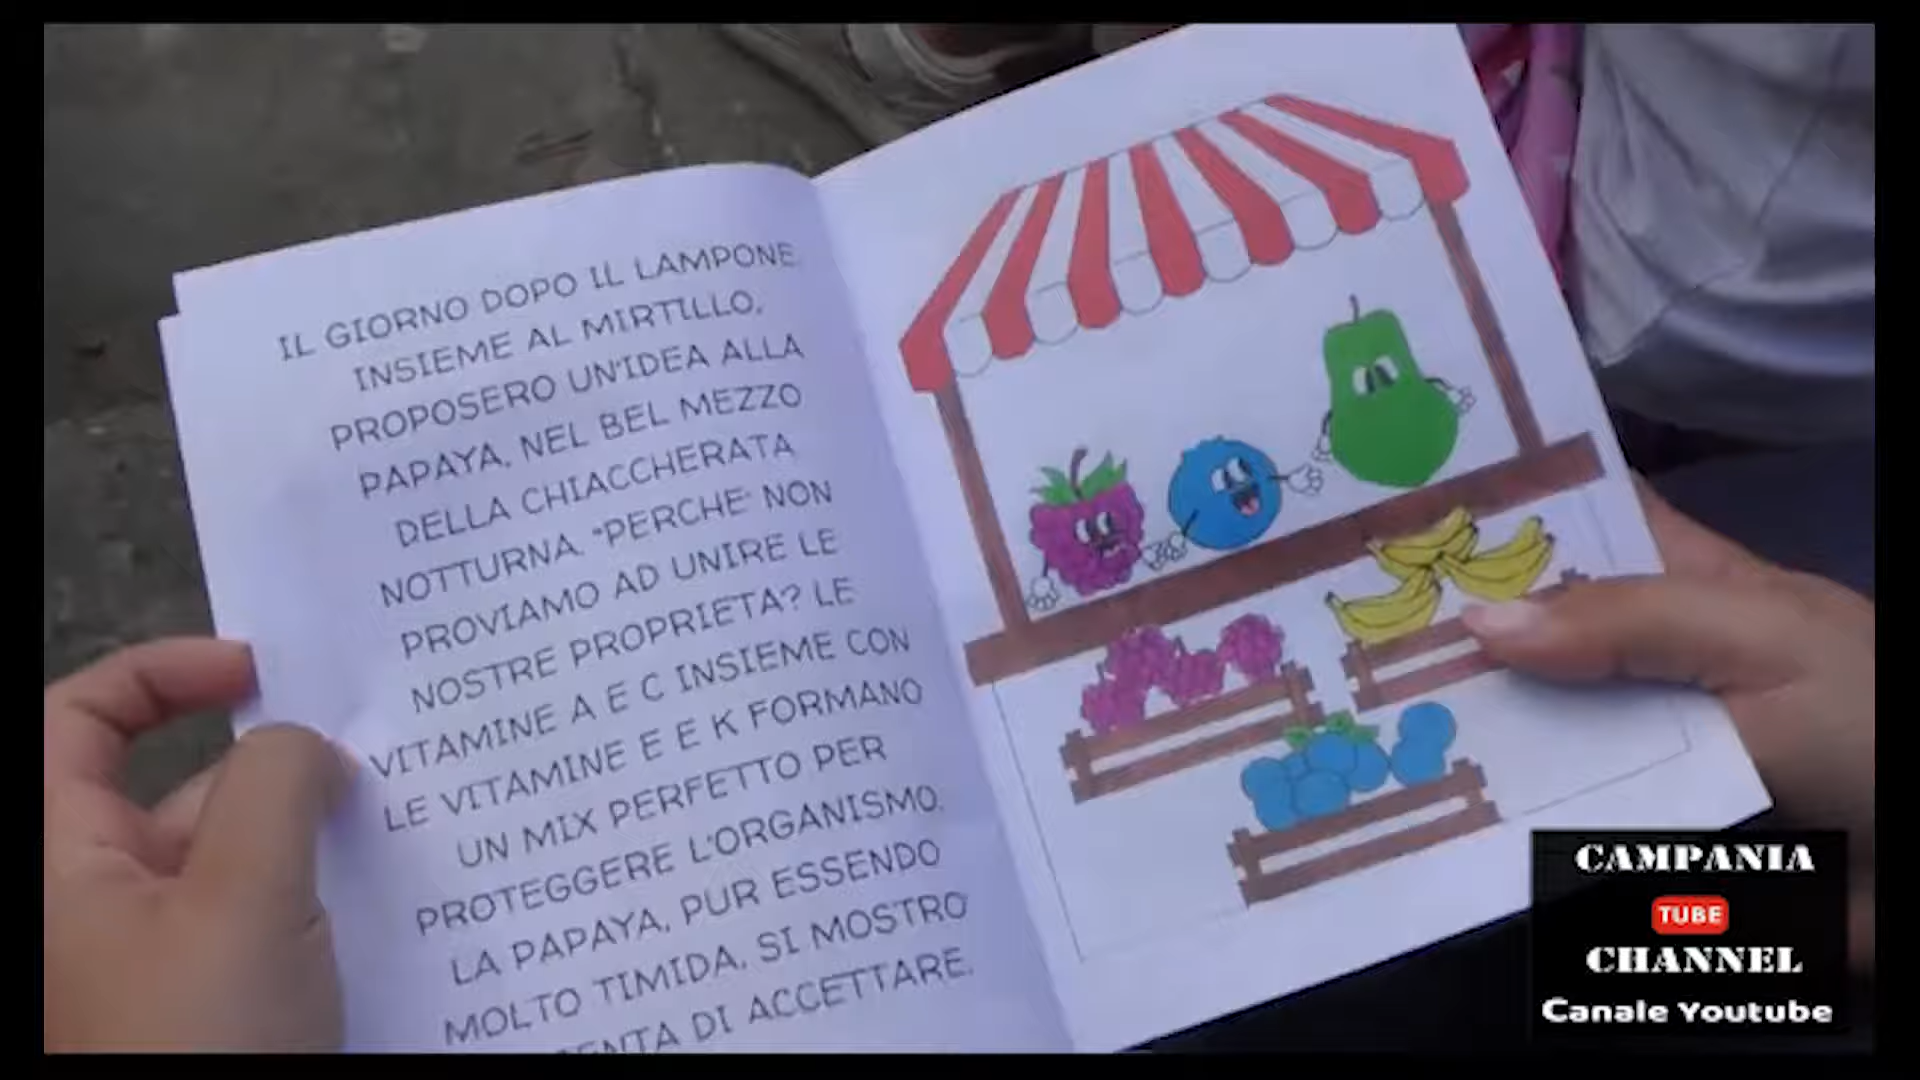 IL GIORNO DOPO IL LAMPONE
INSIEME AL MIRTILLO,
PROPOSERO UN'IDEA ALLA
PAPAYA, NEL BEL MEZZO
DELLA CHIACCHERATA
NOTTURNA. "PERCHE' NON
PROVIAMO AD UNIRE LE
NOSTRE PROPRIETA? LE
VITAMINE A E C INSIEME CON
LE VITAMINE E E K FORMANO
UN MIX PERFETTO PER
PROTEGGERE L'ORGANISMO.
LA PAPAYA, PUR ESSENDO
MOLTO TIMIDA, SI MOSTRO
DI ACCETTARE.
CAMPANIA
TUBE
CHANNEL
Canale Youtube